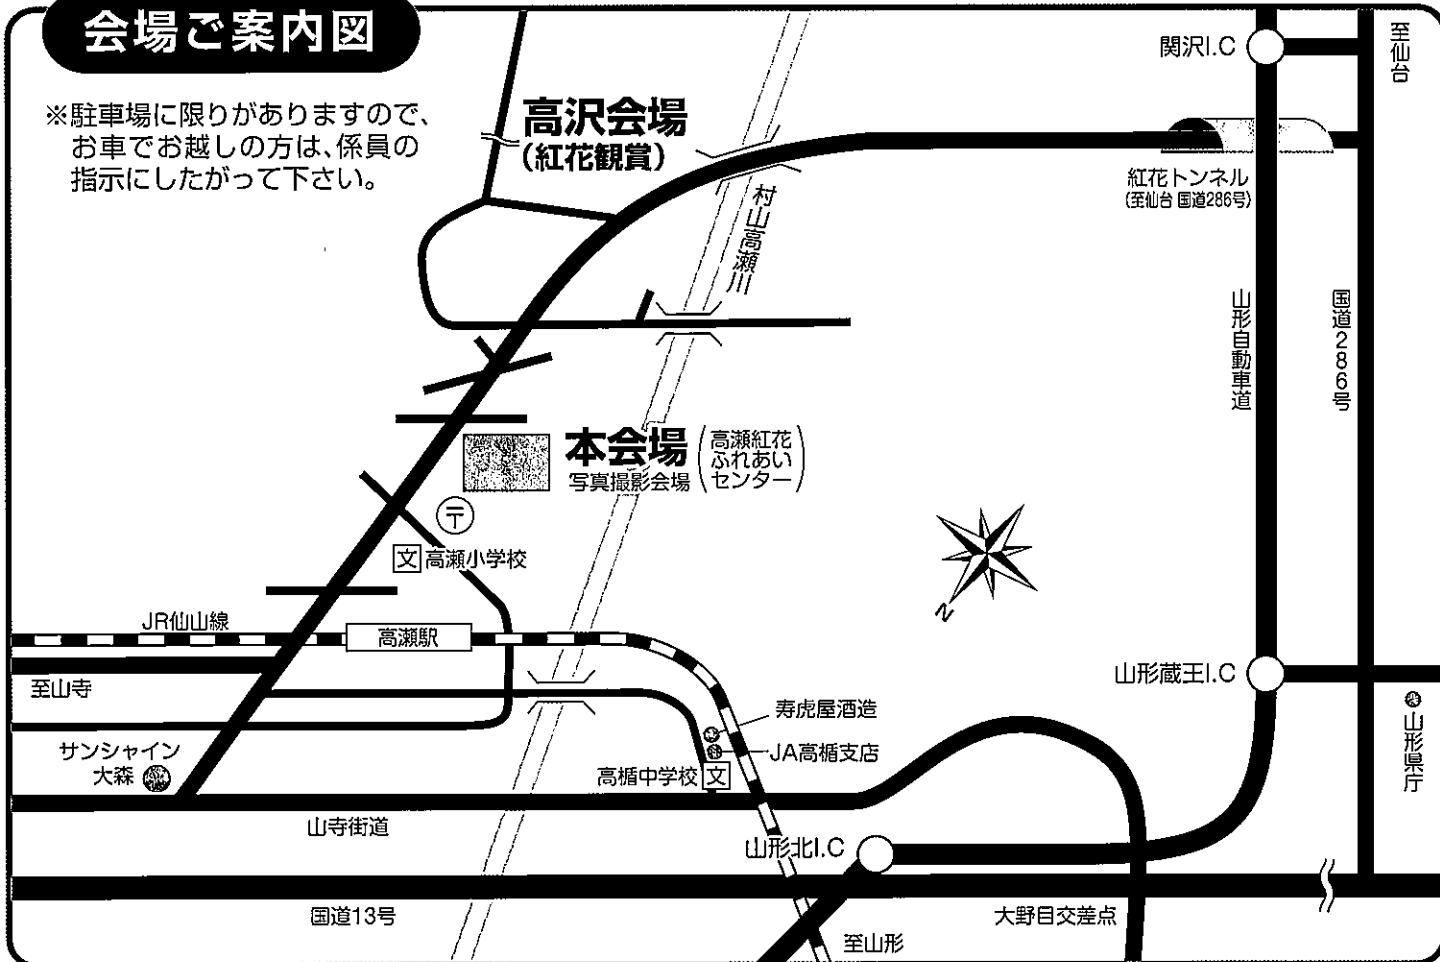 会場ご案内図
※駐車場に限りがありますので、
お車でお越しの方は、係員の
指示にしたがって下さい。
高沢会場
(紅花観賞)
関沢I.C
至仙台
紅花トンネル
(至仙台 国道286号)
村山高瀬川
山形自動車道
国道286号
本会場
写真撮影会場
(高瀬紅花
ふれあい
センター)
〒
文 高瀬小学校
N
JR仙山線
高瀬駅
至山寺
山形蔵王I.C
山形県庁
サンシャイン
大森
寿虎屋酒造
JA高楯支店
高楯中学校 文
山寺街道
山形北I.C
国道13号
大野目交差点
至山形